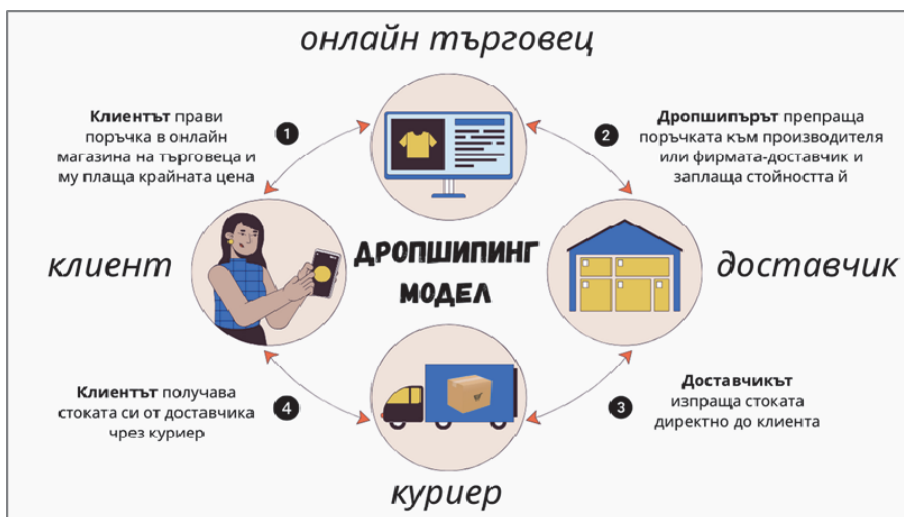 онлайн търговец
Клиентът прави
поръчка в онлайн
магазина на търговеца и
му плаща крайната цена
1
2
Дропшипърът препраща
поръчката към производителя
или фирмата-доставчик и
заплаща стойността ѝ
клиент
ДРОПШИПИНГ
МОДЕЛ
доставчик
Клиентът получава
стоката си от доставчика
чрез куриер
4
3
Доставчикът
изпраща стоката
директно до клиента
куриер